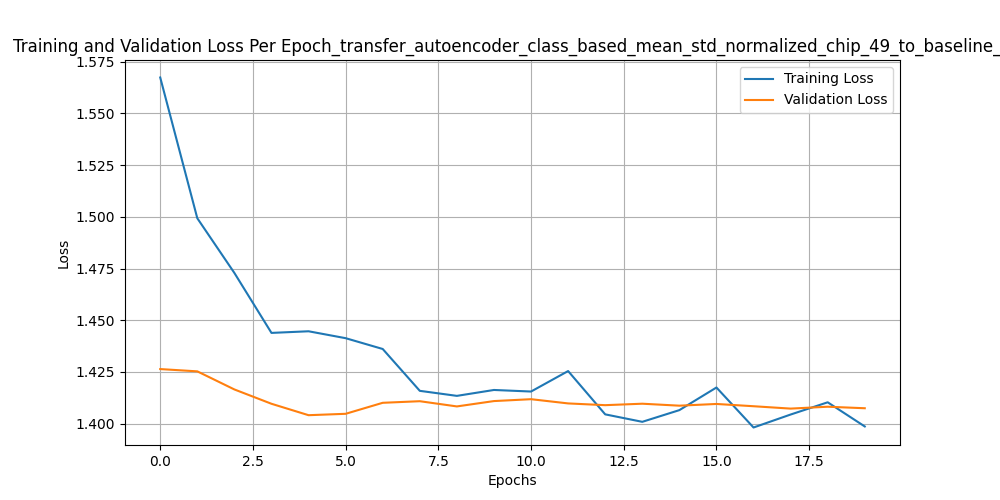 Training and Validation Loss Per Epoch_transfer_autoencoder_class_based_mean_std_normalized_chip_49_to_baseline_
1.575
1.550
1.525
1.500
1.475
1.450
1.425
1.400
Loss
Training Loss
Validation Loss
0.0 2.5 5.0 7.5 10.0 12.5 15.0 17.5
Epochs